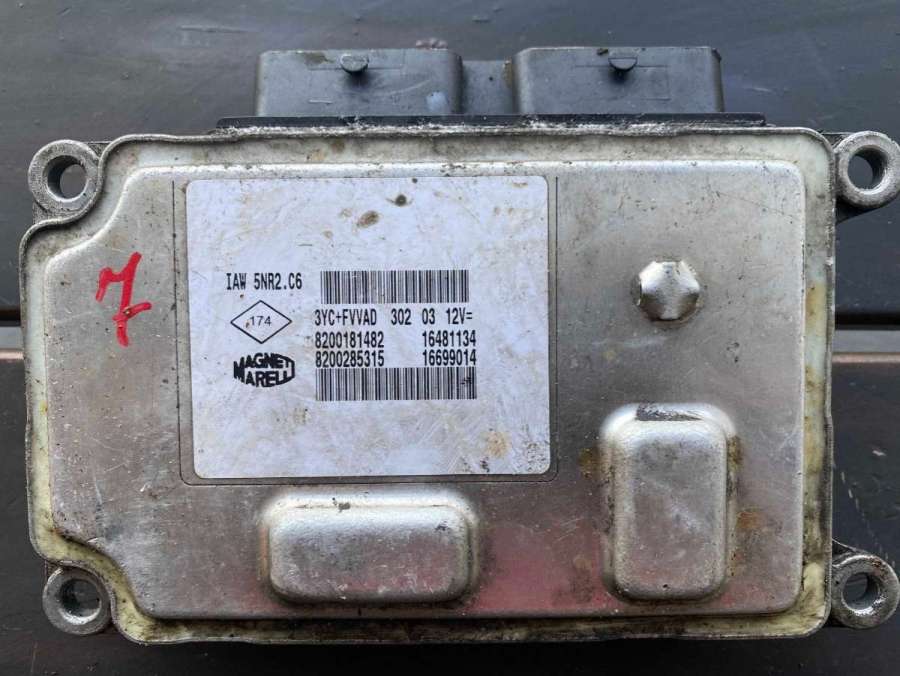 7
IAW 5NR2.C6
174
3YC+FVVAD 302 03 12V=
8200181482 16481134
8200285315 16699014
MAGNETI
MARELLI